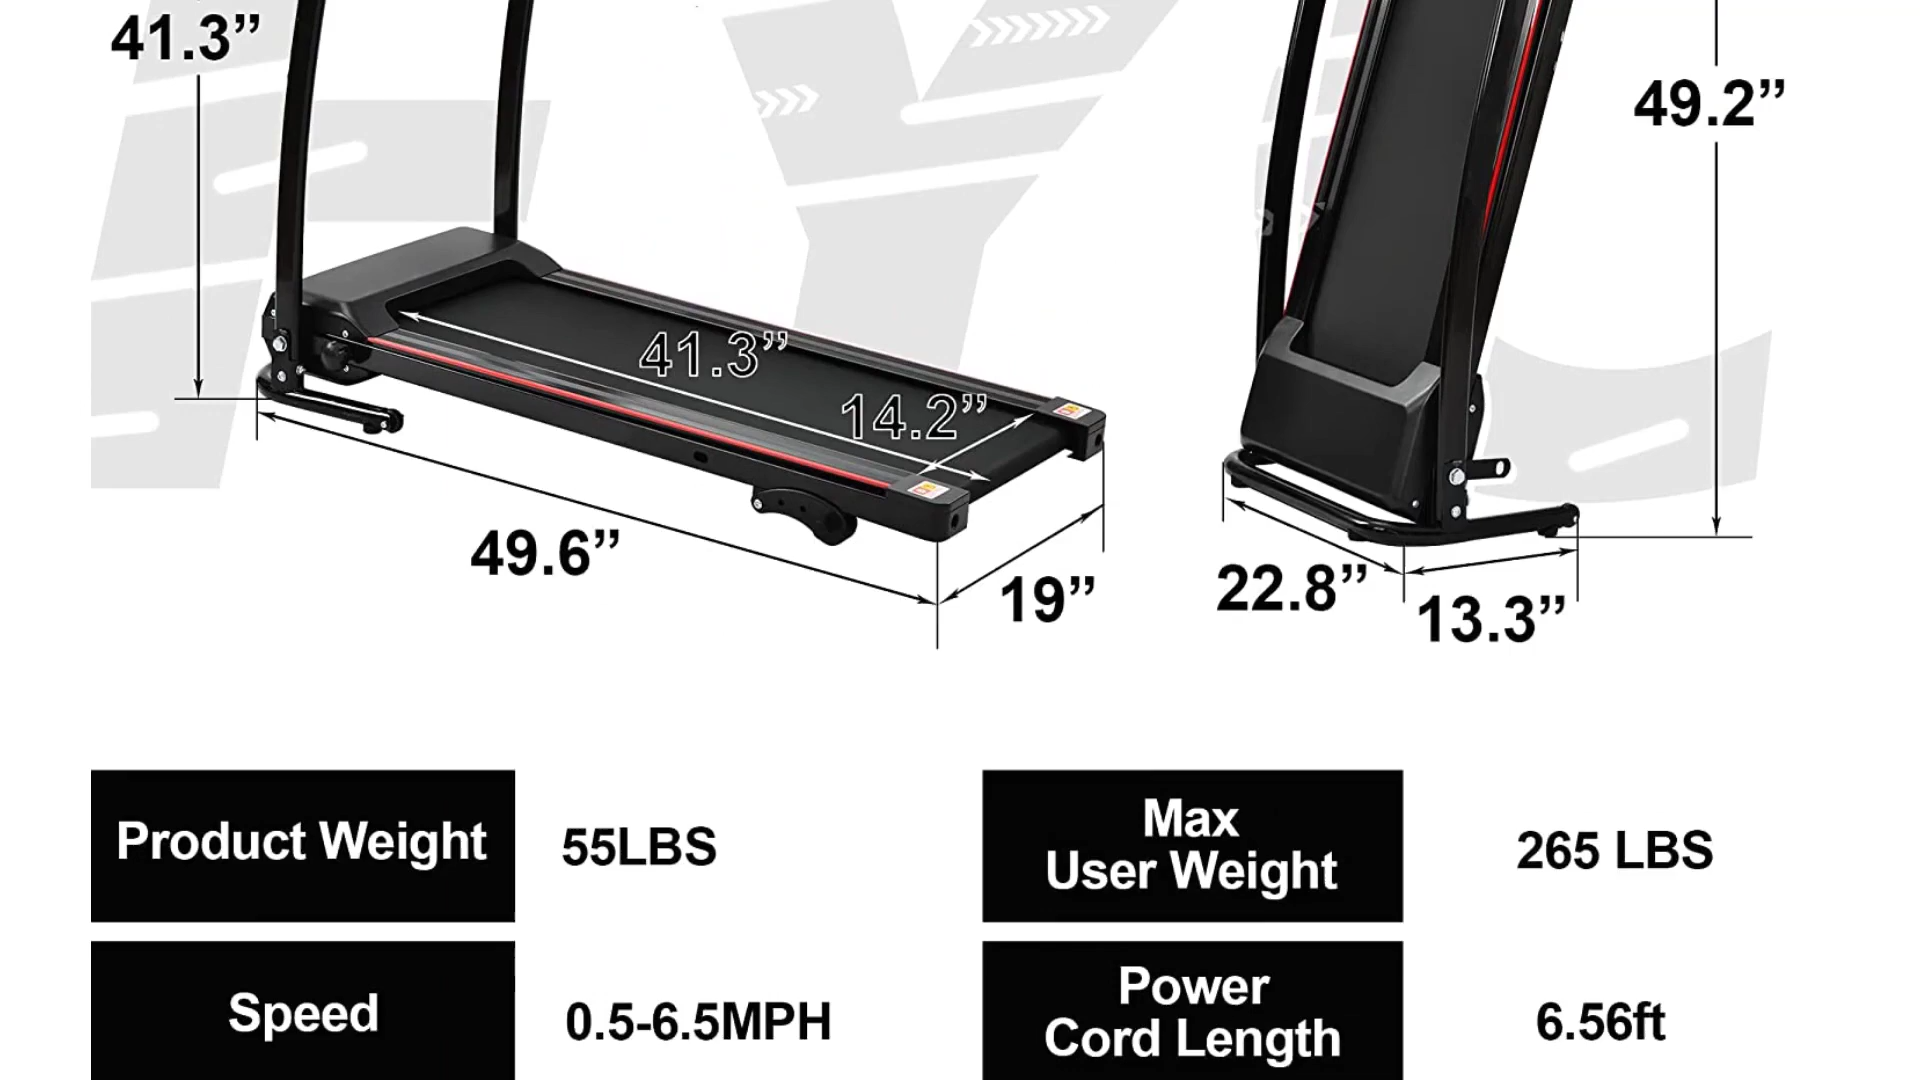 41.3”
49.2”
41.3”
14.2”
49.6”
19”
22.8”
13.3”
Product Weight
55LBS
Max
User Weight
265 LBS
Speed
0.5-6.5MPH
Power
Cord Length
6.56ft